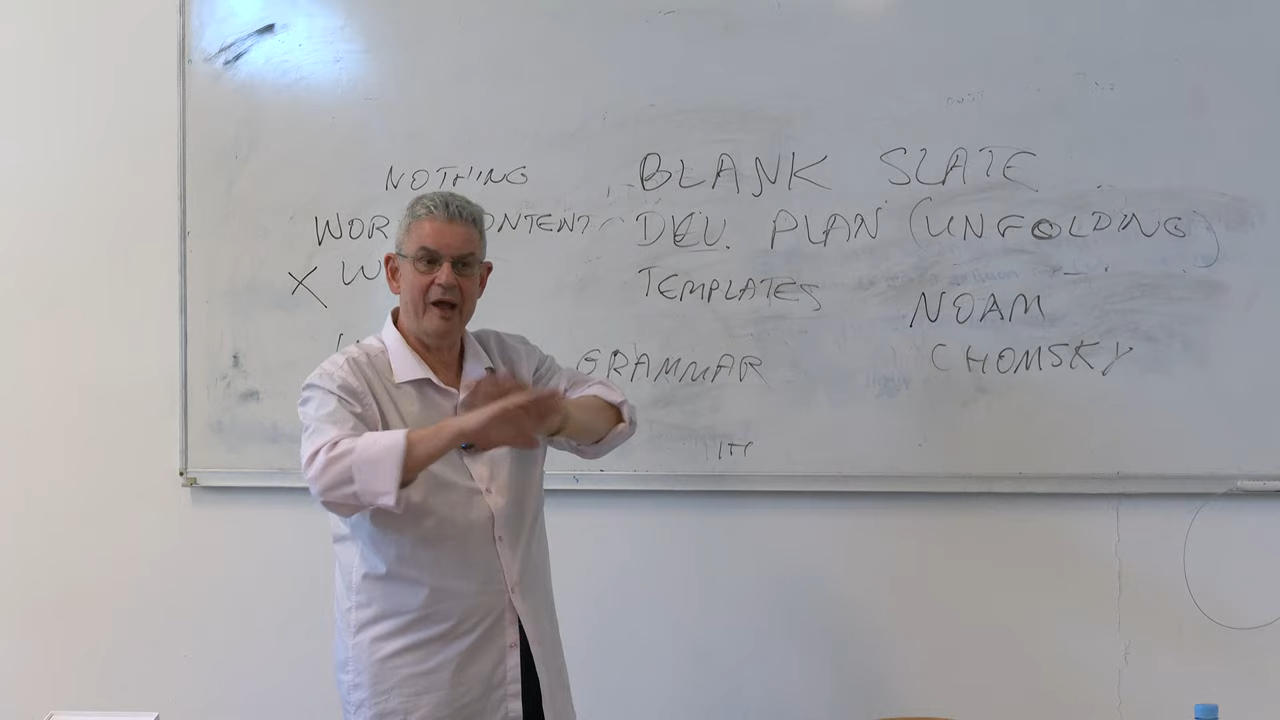 NOTHING BLANK SLATE
DEV. PLAN (UNFOLDING)
X TEMPLATES NOAM
GRAMMAR CHOMSKY